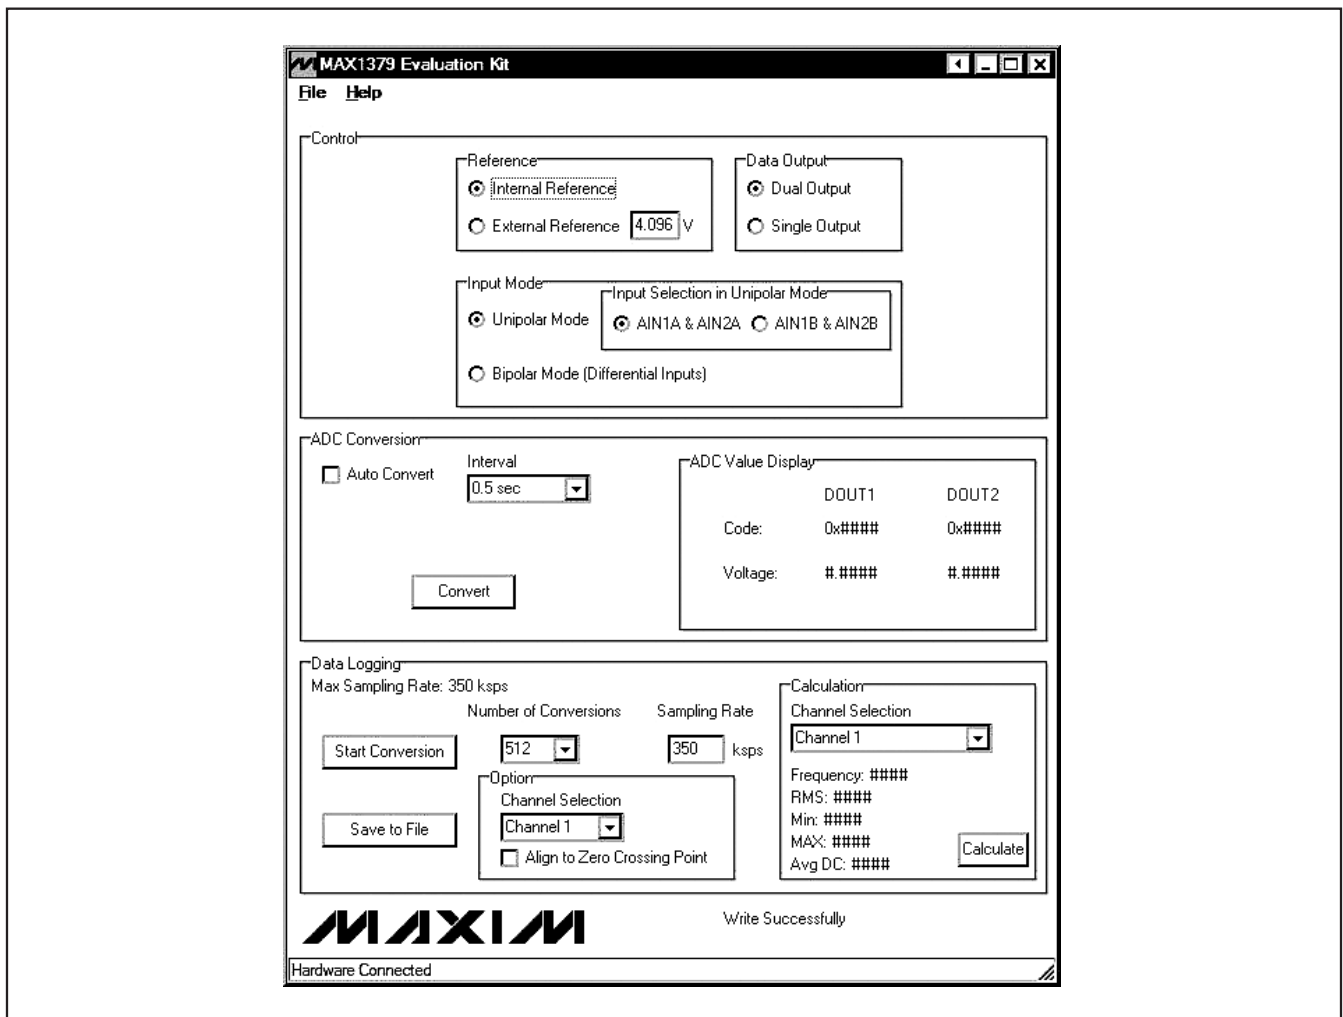 MAX1379 Evaluation Kit
File Help
Control
Reference
Internal Reference
External Reference 4.096 V
Data Output
Dual Output
Single Output
Input Mode
Unipolar Mode
Input Selection in Unipolar Mode
AIN1A & AIN2A AIN1B & AIN2B
Bipolar Mode (Differential Inputs)
ADC Conversion
Auto Convert
Interval
0.5 sec
Convert
ADC Value Display
DOUT1 DOUT2
Code: 0x#### 0x####
Voltage: #.#### #.####
Data Logging
Max Sampling Rate: 350 ksps
Number of Conversions
Sampling Rate
Start Conversion
512
350 ksps
Option
Channel Selection
Channel 1
Align to Zero Crossing Point
Save to File
Calculation
Channel Selection
Channel 1
Frequency: ####
RMS: ####
Min: ####
MAX: ####
Avg DC: ####
Calculate
MAXIM
Write Successfully
Hardware Connected